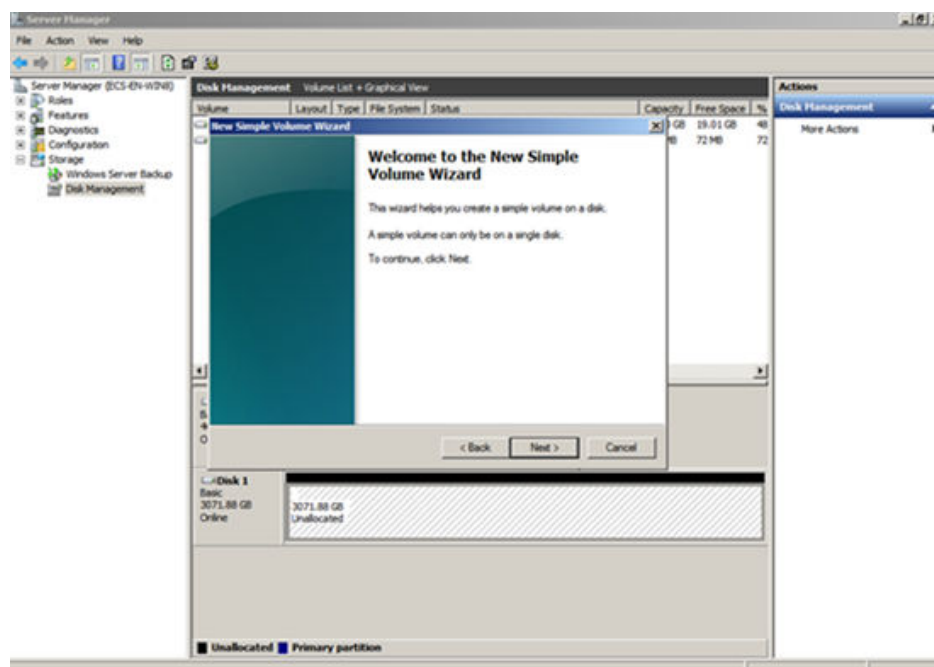 Server Manager
File Action View Help
Server Manager (ECS-EN-WIN8)
Roles
Features
Diagnostics
Configuration
Storage
Windows Server Backup
Disk Management
Disk Management Volume List + Graphical View
Volume Layout Type File System Status Capacity Free Space %
GB 19.01 GB 48
MB 72 MB 72
New Simple Volume Wizard
Welcome to the New Simple
Volume Wizard
This wizard helps you create a simple volume on a disk.
A simple volume can only be on a single disk.
To continue, click Next.
< Back Next > Cancel
Disk 1
Basic
3071.88 GB
Online
3071.88 GB
Unallocated
Unallocated Primary partition
Actions
Disk Management
More Actions